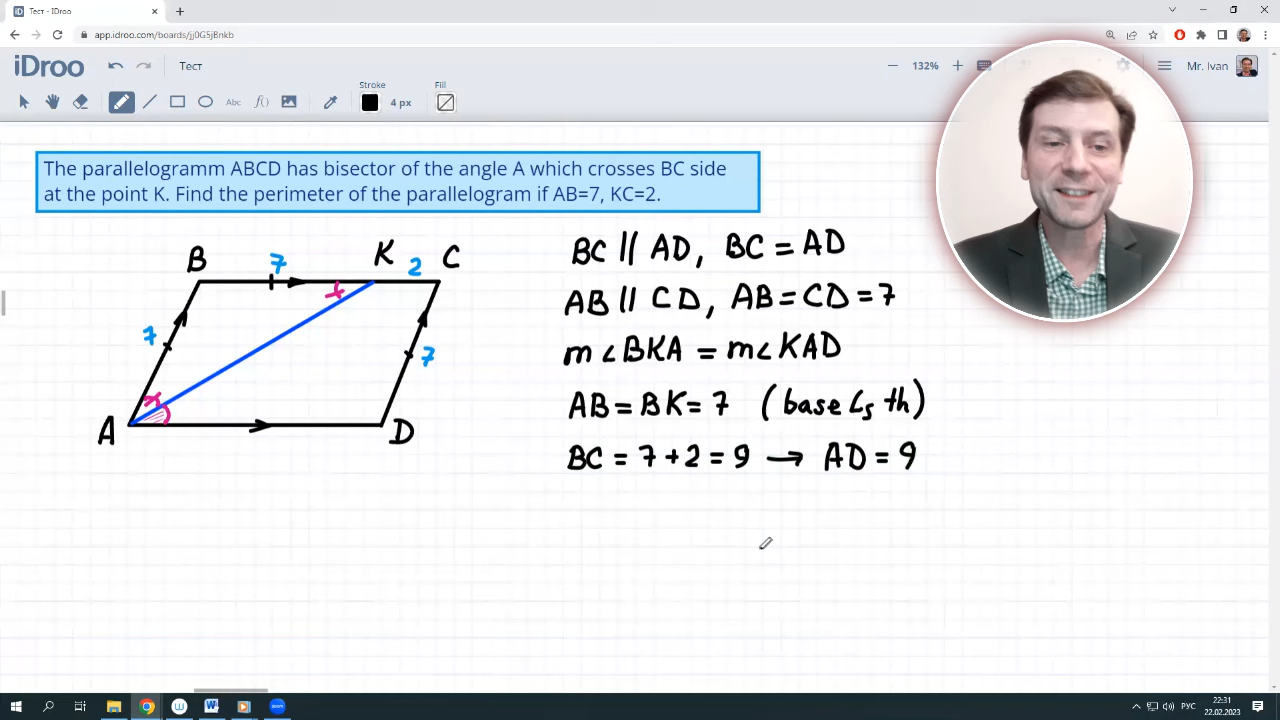 Тест - IDroo
app.idroo.com/boards/jj0G5jBnkb
iDroo
Тест
132%
Mr. Ivan
Stroke
Fill
Abc
f()
4 px
The parallelogramm ABCD has bisector of the angle A which crosses BC side
at the point K. Find the perimeter of the parallelogram if AB=7, KC=2.
B
7
K
2
C
7
7
A
D
BC || AD, BC = AD
AB || CD, AB = CD = 7
m∠BKA = m∠KAD
AB = BK = 7 (base ∠s th)
BC = 7 + 2 = 9 → AD = 9
РУС
22:31
22.02.2023